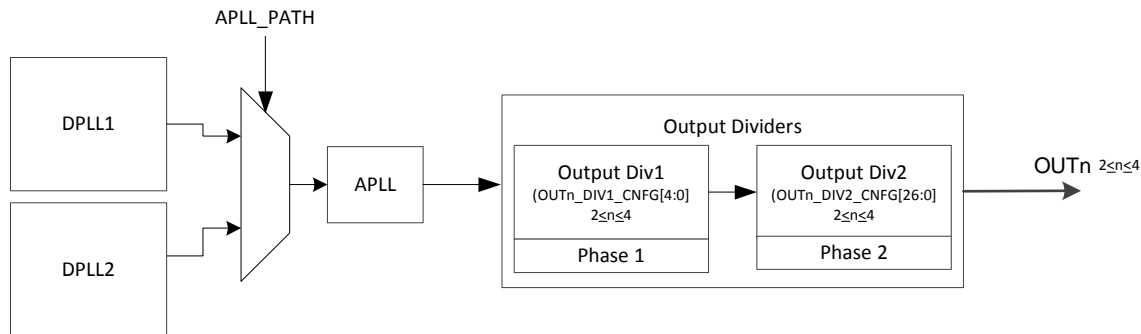 APLL_PATH
DPLL1
DPLL2
APLL
Output Dividers
Output Div1
(OUTn_DIV1_CNFG[4:0]
2≤n≤4
Phase 1
Output Div2
(OUTn_DIV2_CNFG[26:0]
2≤n≤4
Phase 2
OUTn 2≤n≤4